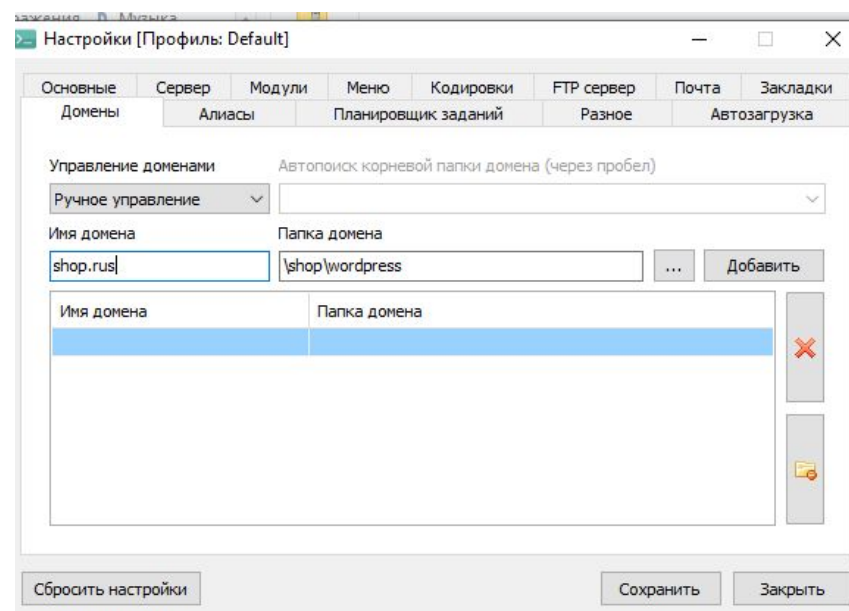 Настройки [Профиль: Default]
Основные Сервер Модули Меню Кодировки FTP сервер Почта Закладки
Домены Алиасы Планировщик заданий Разное Автозагрузка
Управление доменами Автопоиск корневой папки домена (через пробел)
Ручное управление
Имя домена Папка домена
shop.rus \shop\wordpress ... Добавить
Имя домена Папка домена
Сбросить настройки Сохранить Закрыть